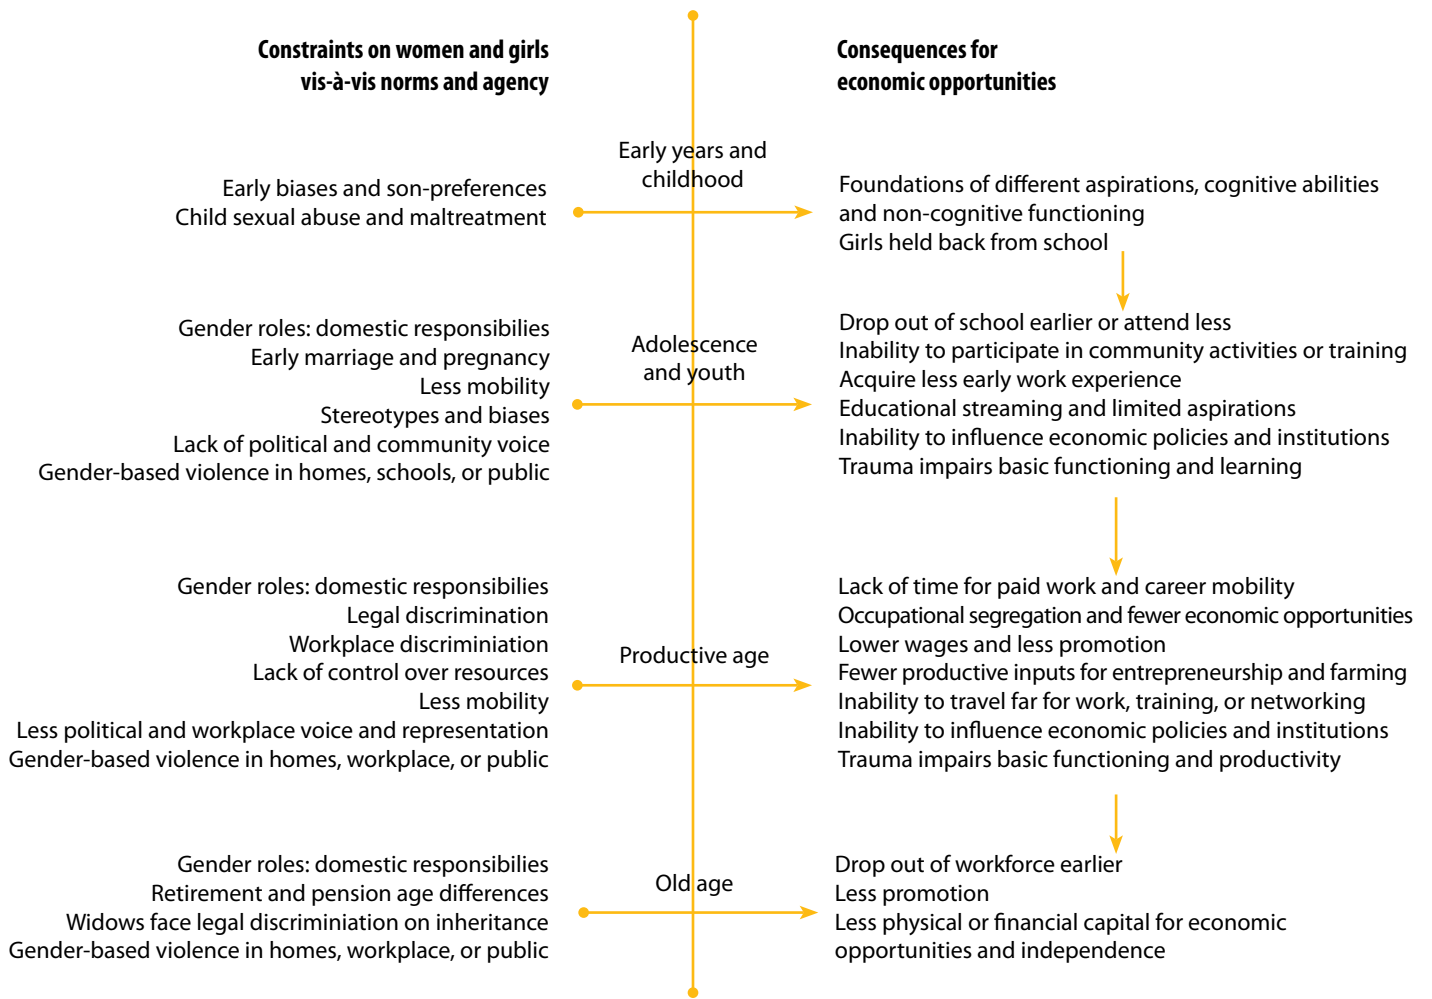 Constraints on women and girls
vis-à-vis norms and agency
Consequences for
economic opportunities
Early years and
childhood
Early biases and son-preferences
Child sexual abuse and maltreatment
Foundations of different aspirations, cognitive abilities
and non-cognitive functioning
Girls held back from school
Adolescence
and youth
Gender roles: domestic responsibilies
Early marriage and pregnancy
Less mobility
Stereotypes and biases
Lack of political and community voice
Gender-based violence in homes, schools, or public
Drop out of school earlier or attend less
Inability to participate in community activities or training
Acquire less early work experience
Educational streaming and limited aspirations
Inability to influence economic policies and institutions
Trauma impairs basic functioning and learning
Productive age
Gender roles: domestic responsibilies
Legal discrimination
Workplace discriminiation
Lack of control over resources
Less mobility
Less political and workplace voice and representation
Gender-based violence in homes, workplace, or public
Lack of time for paid work and career mobility
Occupational segregation and fewer economic opportunities
Lower wages and less promotion
Fewer productive inputs for entrepreneurship and farming
Inability to travel far for work, training, or networking
Inability to influence economic policies and institutions
Trauma impairs basic functioning and productivity
Old age
Gender roles: domestic responsibilies
Retirement and pension age differences
Widows face legal discriminiation on inheritance
Gender-based violence in homes, workplace, or public
Drop out of workforce earlier
Less promotion
Less physical or financial capital for economic
opportunities and independence